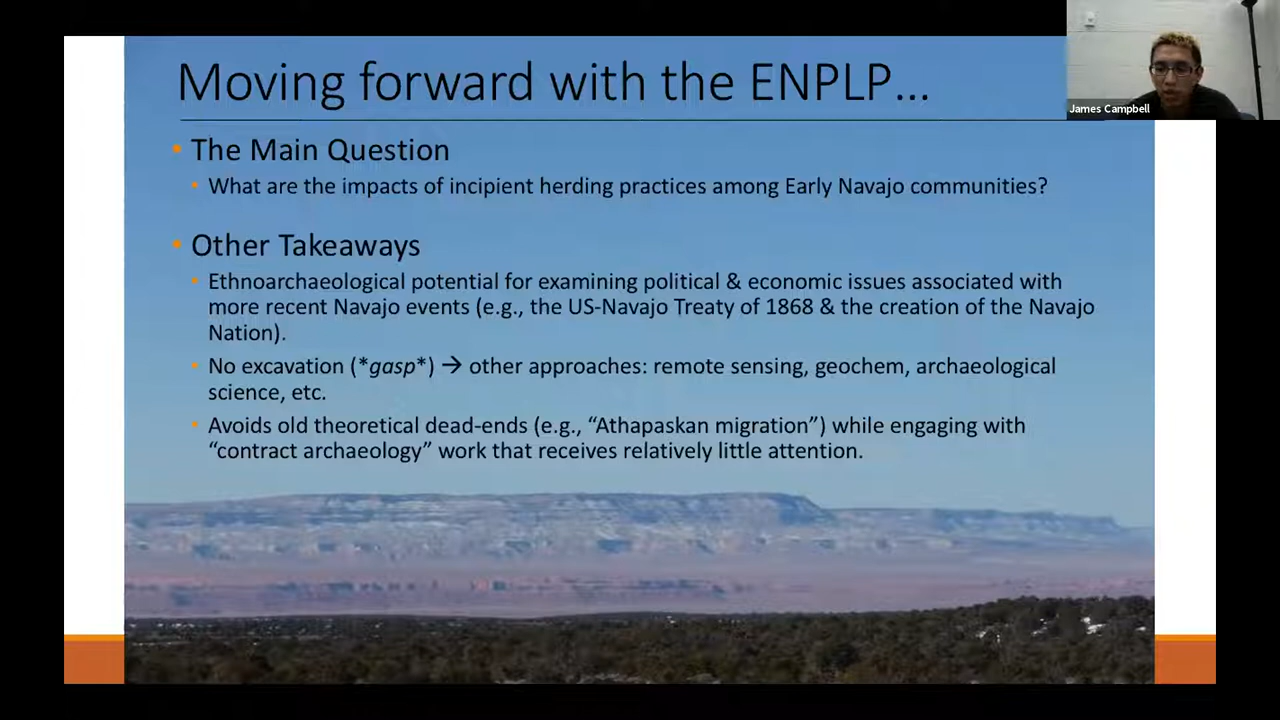 Moving forward with the ENPLP...
James Campbell
• The Main Question
• What are the impacts of incipient herding practices among Early Navajo communities?
• Other Takeaways
• Ethnoarchaeological potential for examining political & economic issues associated with
more recent Navajo events (e.g., the US-Navajo Treaty of 1868 & the creation of the Navajo
Nation).
• No excavation (*gasp*) → other approaches: remote sensing, geochem, archaeological
science, etc.
• Avoids old theoretical dead-ends (e.g., “Athapaskan migration”) while engaging with
“contract archaeology” work that receives relatively little attention.